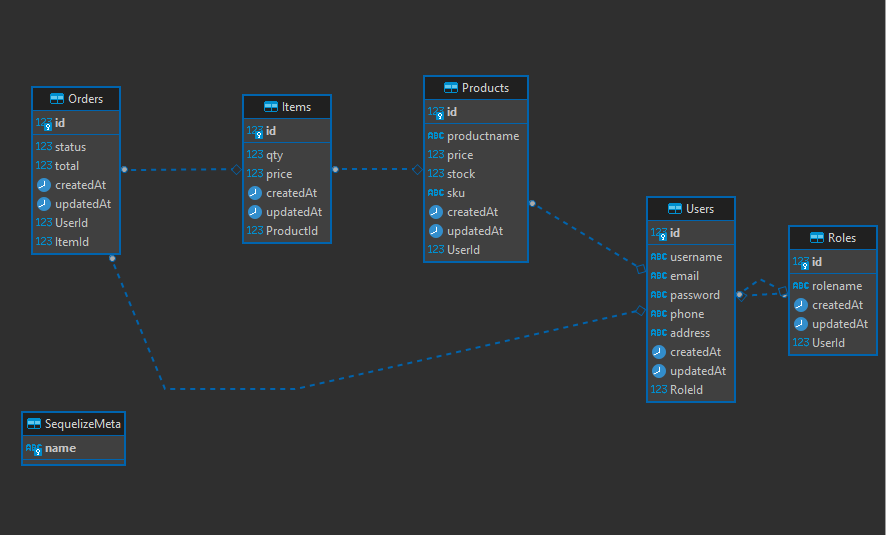 Orders
123 id
123 status
123 total
createdAt
updatedAt
123 UserId
123 ItemId
Items
123 id
123 qty
123 price
createdAt
updatedAt
123 ProductId
Products
123 id
ABC productname
123 price
123 stock
ABC sku
createdAt
updatedAt
123 UserId
Users
123 id
ABC username
ABC email
ABC password
ABC phone
ABC address
createdAt
updatedAt
123 RoleId
Roles
123 id
ABC rolename
createdAt
updatedAt
123 UserId
SequelizeMeta
ABC name